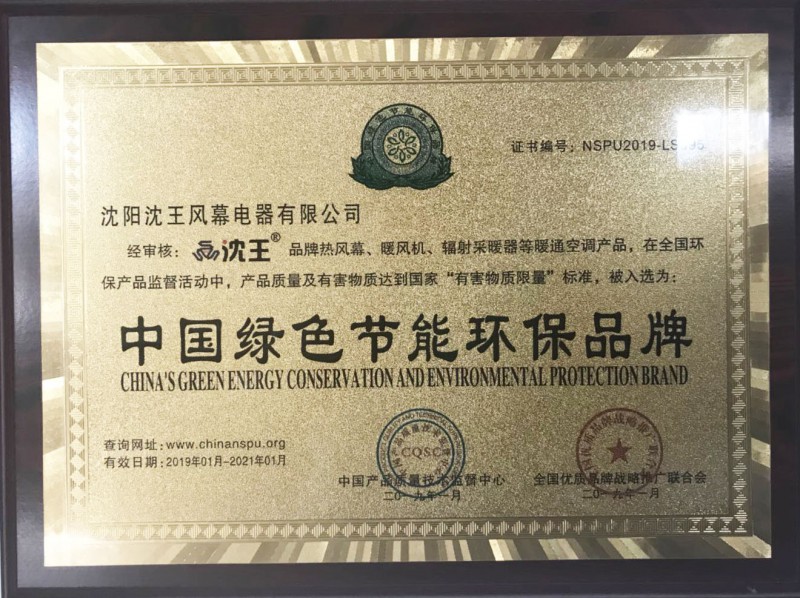 证书编号：NSPU2019-LS
沈阳沈王风幕电器有限公司
经审核：沈王® 品牌热风幕、暖风机、辐射采暖器等暖通空调产品，在全国环
保产品监督活动中，产品质量及有害物质达到国家“有害物质限量”标准，被入选为：
中国绿色节能环保品牌
CHINA'S GREEN ENERGY CONSERVATION AND ENVIRONMENTAL PROTECTION BRAND
查询网址：www.chinanspu.org
有效日期：2019年01月-2021年01月
CQSC
中国产品质量技术监督中心
二〇一九年一月
全国优质品牌战略推广联合会
二〇一九年一月